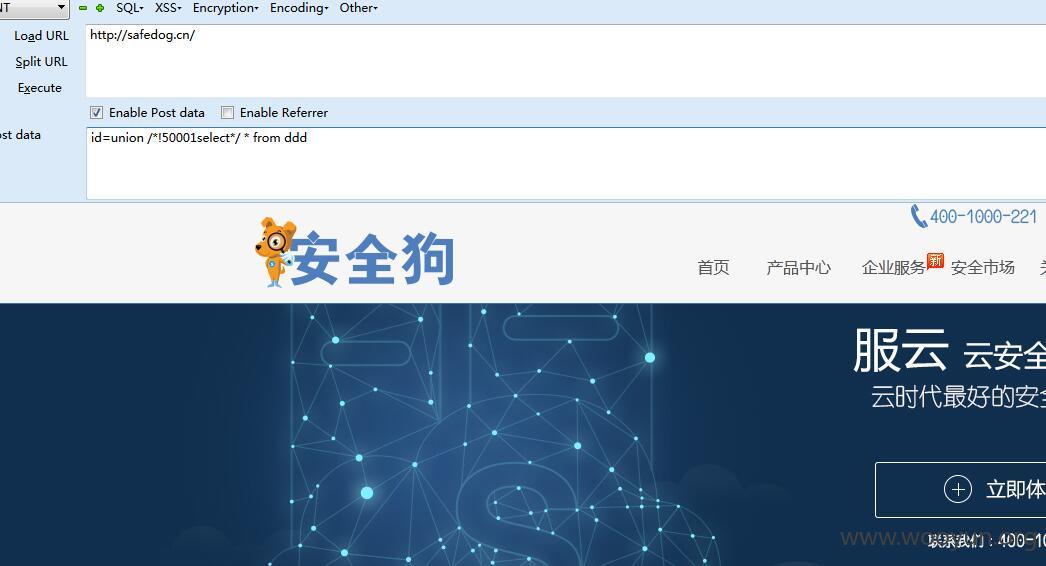 NT SQL▾ XSS▾ Encryption▾ Encoding▾ Other▾
Load URL
http://safedog.cn/
Split URL
Execute
Enable Post data Enable Referrer
ost data
id=union /*!50001select*/ * from ddd
400-1000-221
安全狗
首页 产品中心 企业服务 新 安全市场
服云 云安全
云时代最好的安全
立即体
联系我们：400-10